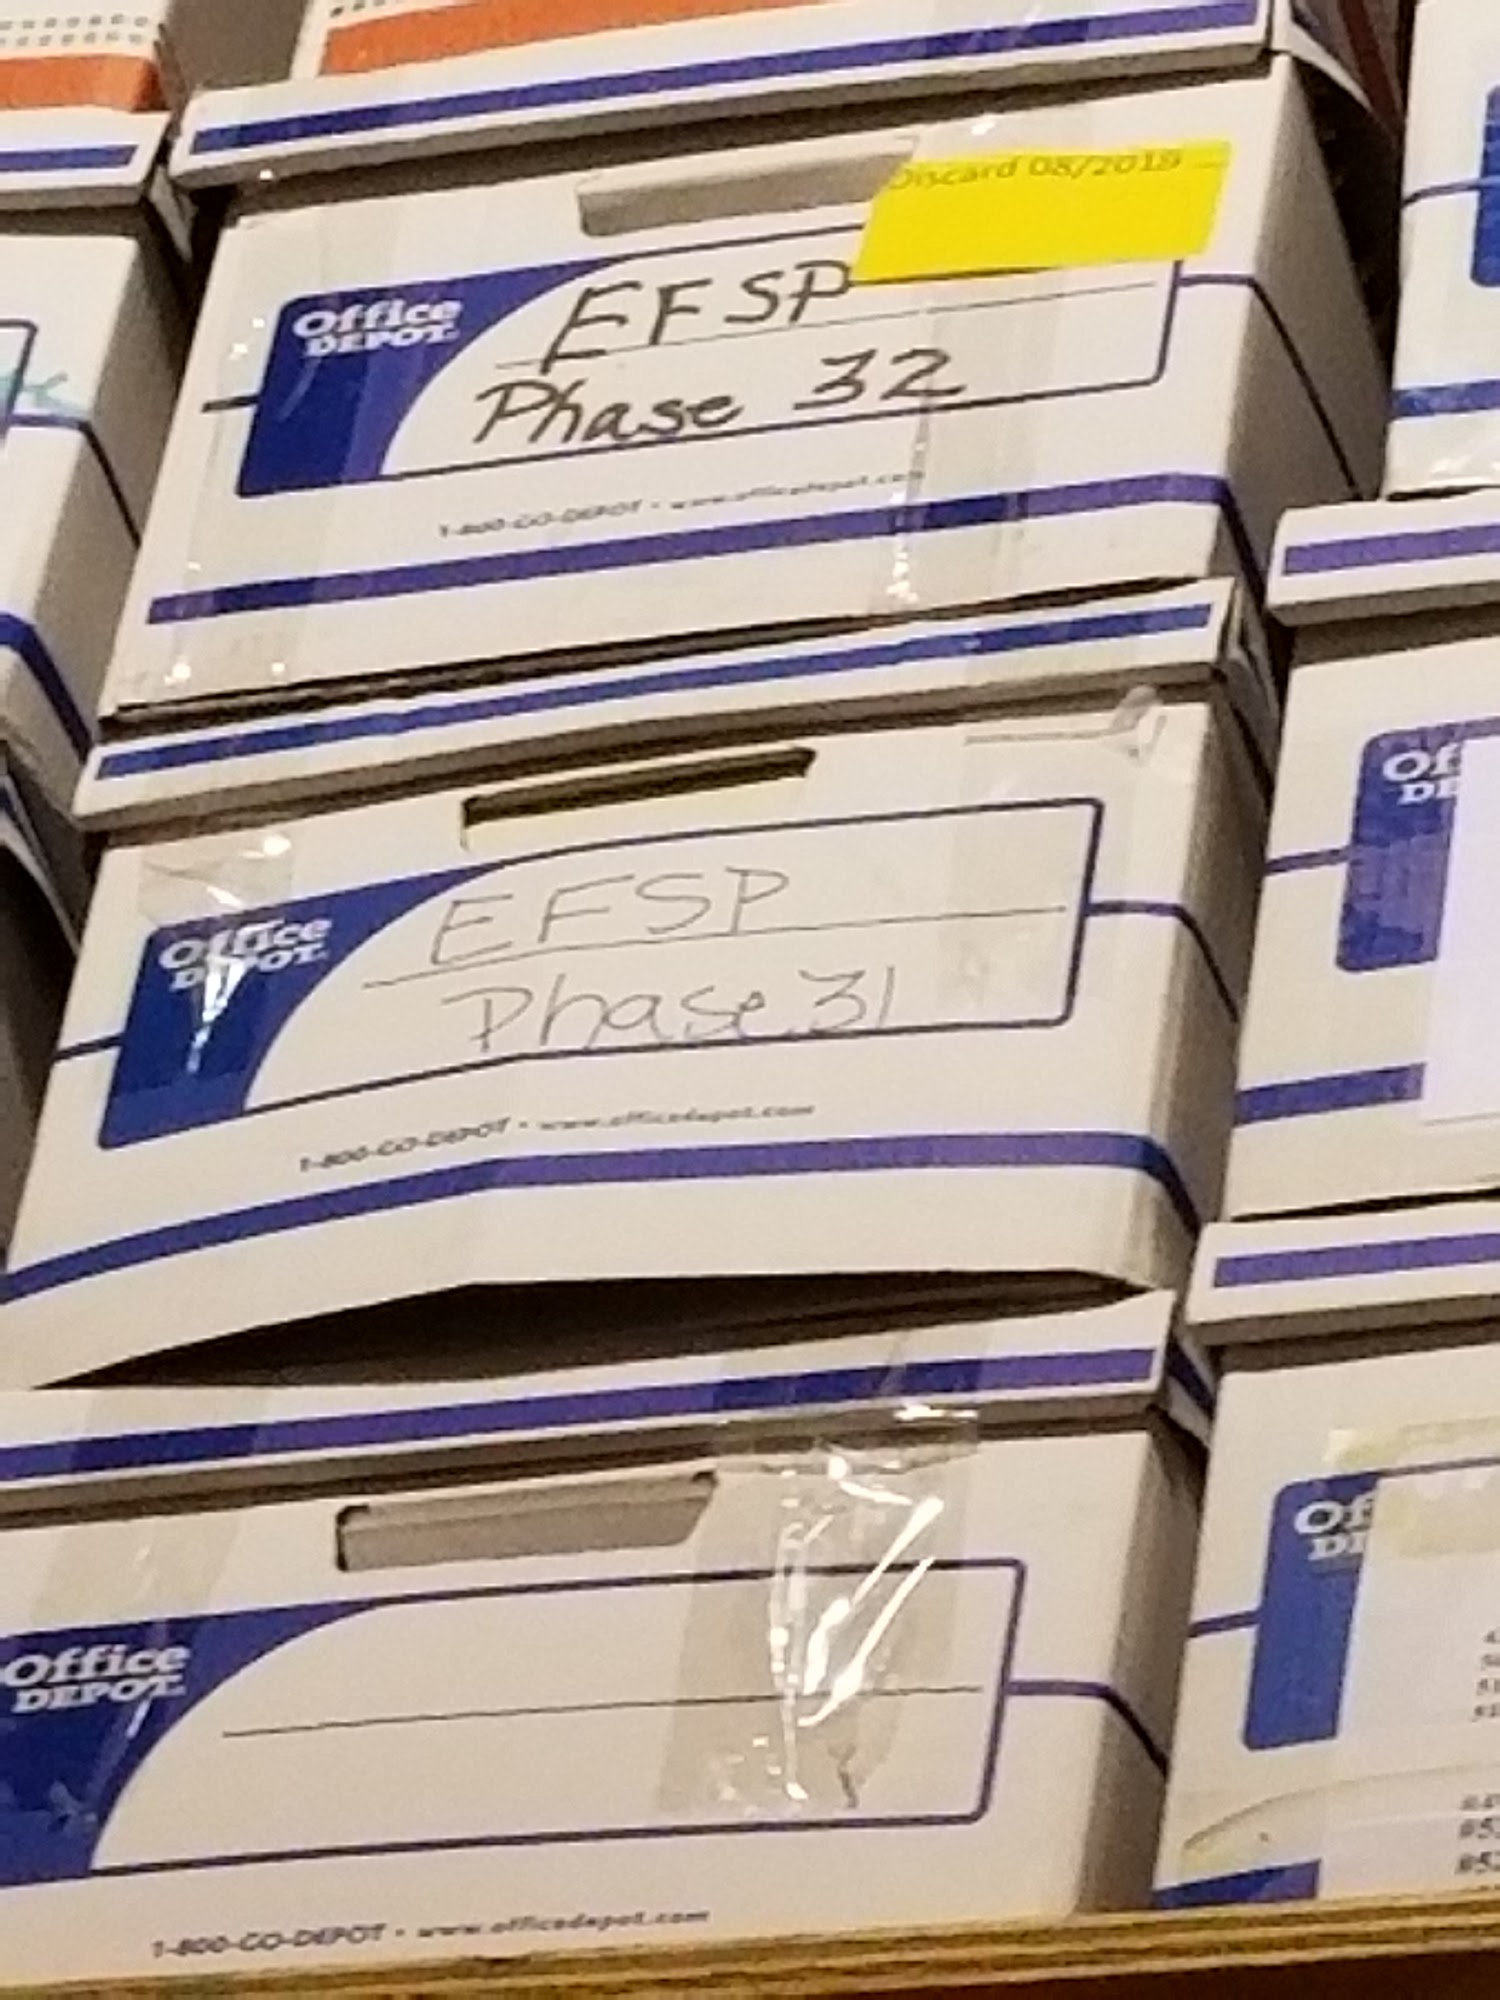 Discard 08/2018
Office
DEPOT.
EFSP
Phase 32
1-800-GO-DEPOT • www.officedepot.com
Office
DEPOT.
EFSP
Phase 31
1-800-GO-DEPOT • www.officedepot.com
Office
DEPOT.
1-800-GO-DEPOT • www.officedepot.com